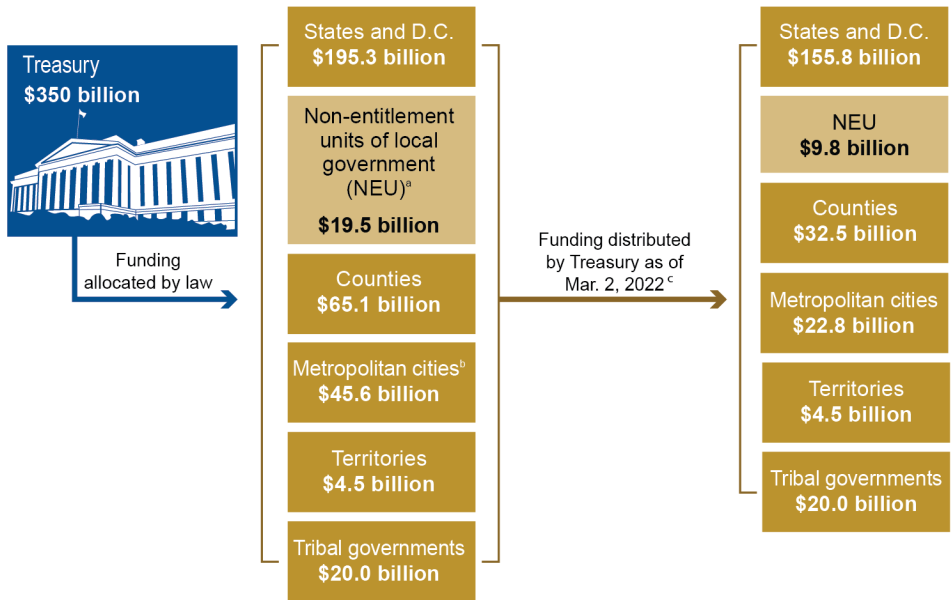 Treasury
$350 billion
Funding
allocated by law
States and D.C.
$195.3 billion
Non-entitlement
units of local
government
(NEU)ᵃ
$19.5 billion
Counties
$65.1 billion
Metropolitan citiesᵇ
$45.6 billion
Territories
$4.5 billion
Tribal governments
$20.0 billion
Funding distributed
by Treasury as of
Mar. 2, 2022ᶜ
States and D.C.
$155.8 billion
NEU
$9.8 billion
Counties
$32.5 billion
Metropolitan cities
$22.8 billion
Territories
$4.5 billion
Tribal governments
$20.0 billion